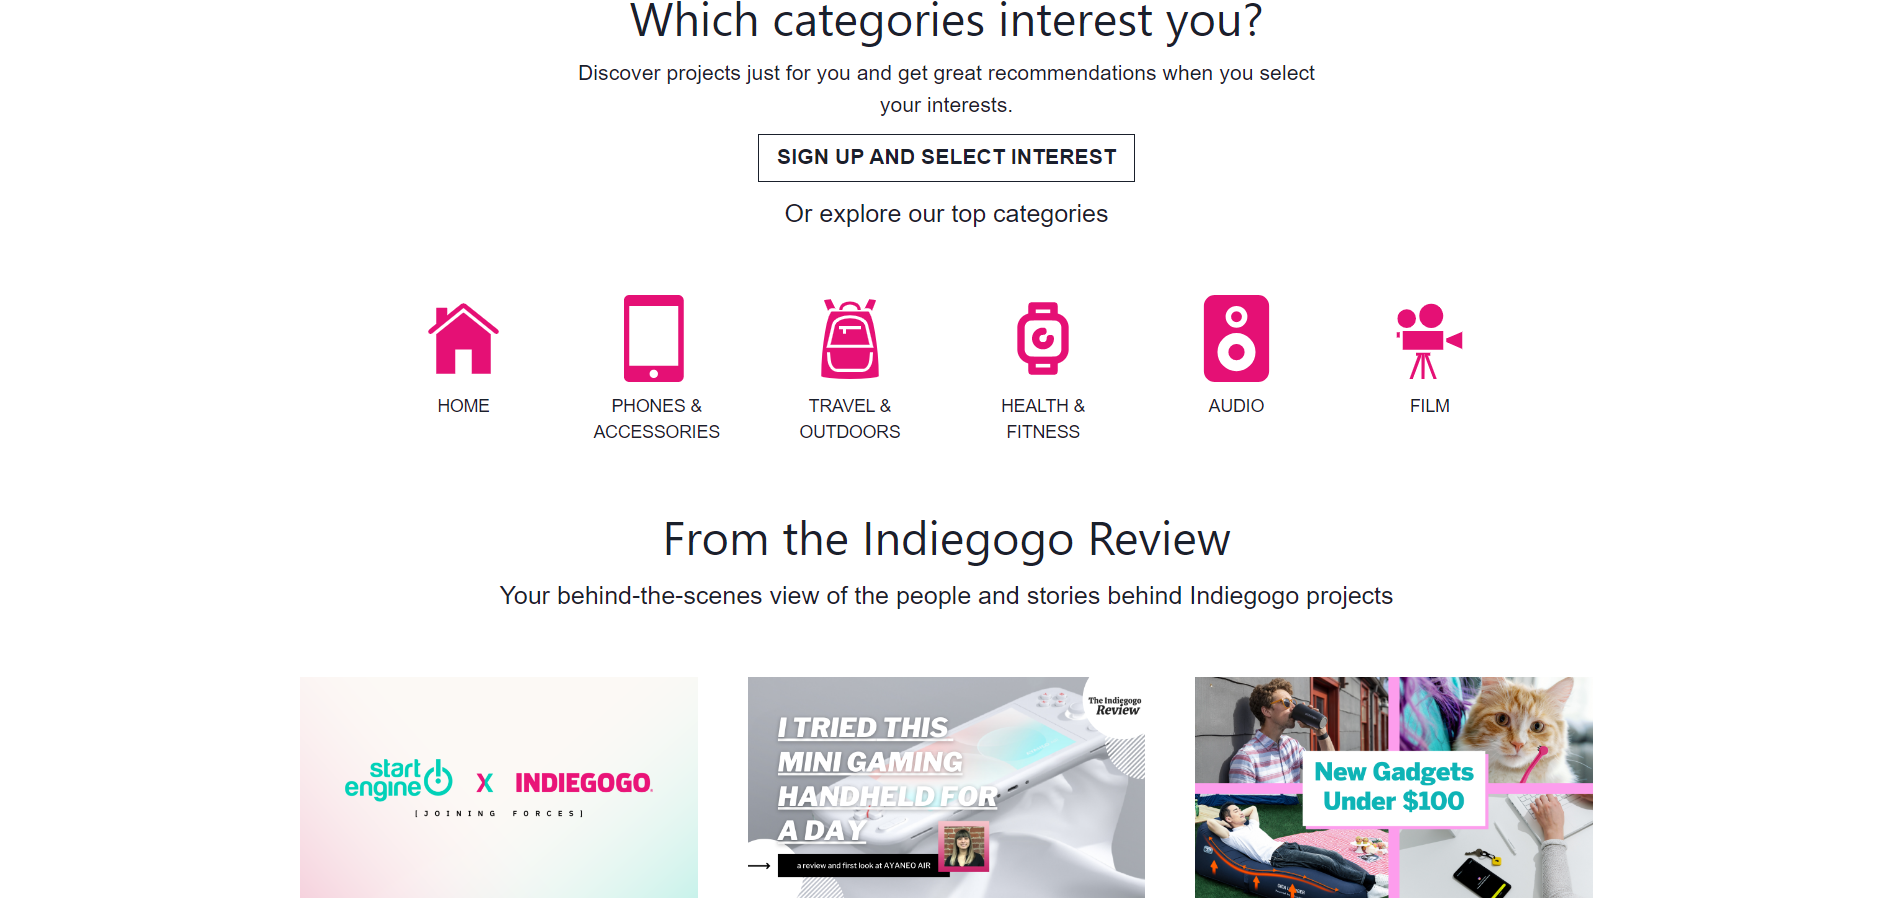 Which categories interest you?
Discover projects just for you and get great recommendations when you select
your interests.
SIGN UP AND SELECT INTEREST
Or explore our top categories
HOME
PHONES &
ACCESSORIES
TRAVEL &
OUTDOORS
HEALTH &
FITNESS
AUDIO
FILM
From the Indiegogo Review
Your behind-the-scenes view of the people and stories behind Indiegogo projects
start
engine
X
INDIEGOGO
[JOINING FORCES]
The Indiegogo
Review
I TRIED THIS
MINI GAMING
HANDHELD FOR
A DAY
a review and first look at AYANEO AIR
New Gadgets
Under $100